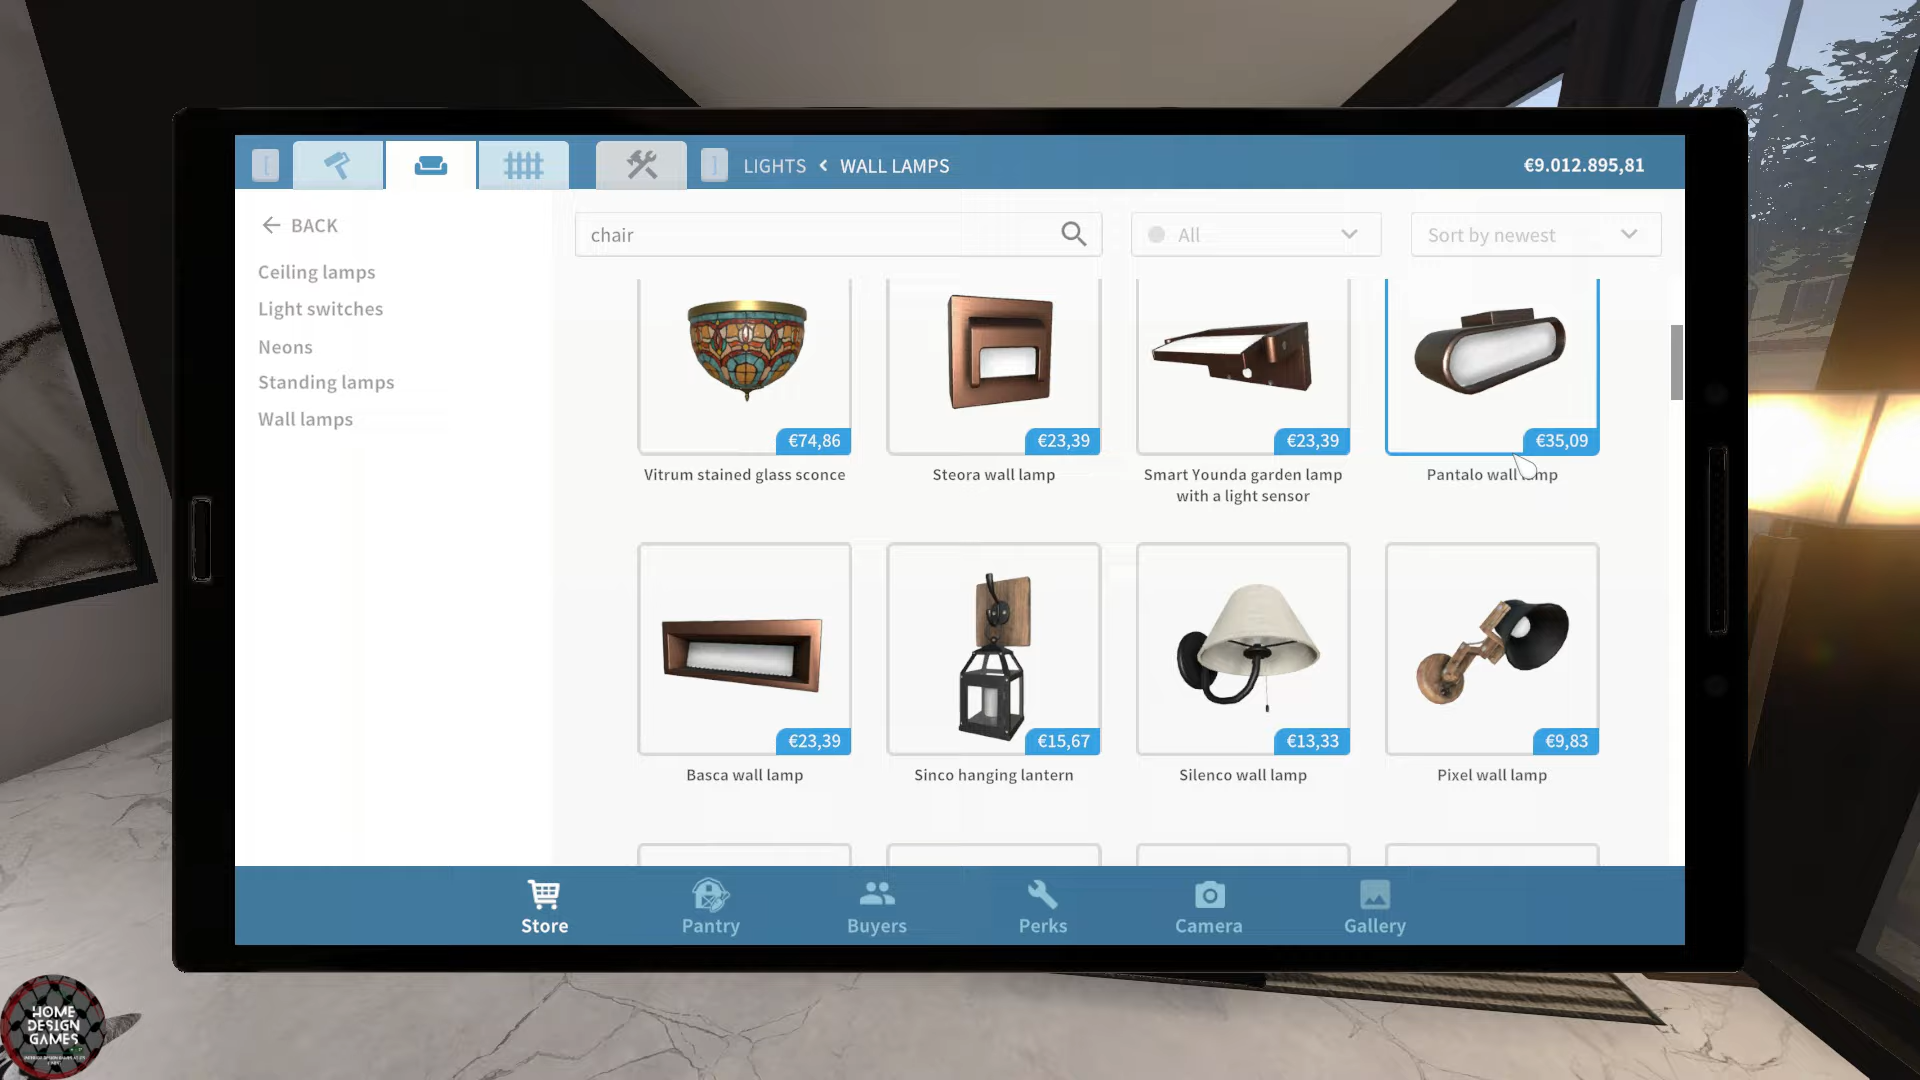 LIGHTS < WALL LAMPS
€9.012.895,81
BACK
chair
All
Sort by newest
Ceiling lamps
Light switches
Neons
Standing lamps
Wall lamps
€74,86
€23,39
€23,39
€35,09
Vitrum stained glass sconce
Steora wall lamp
Smart Younda garden lamp
with a light sensor
Pantalo wall lamp
€23,39
€15,67
€13,33
€9,83
Basca wall lamp
Sinco hanging lantern
Silenco wall lamp
Pixel wall lamp
Store
Pantry
Buyers
Perks
Camera
Gallery
HOME
DESIGN
GAMES